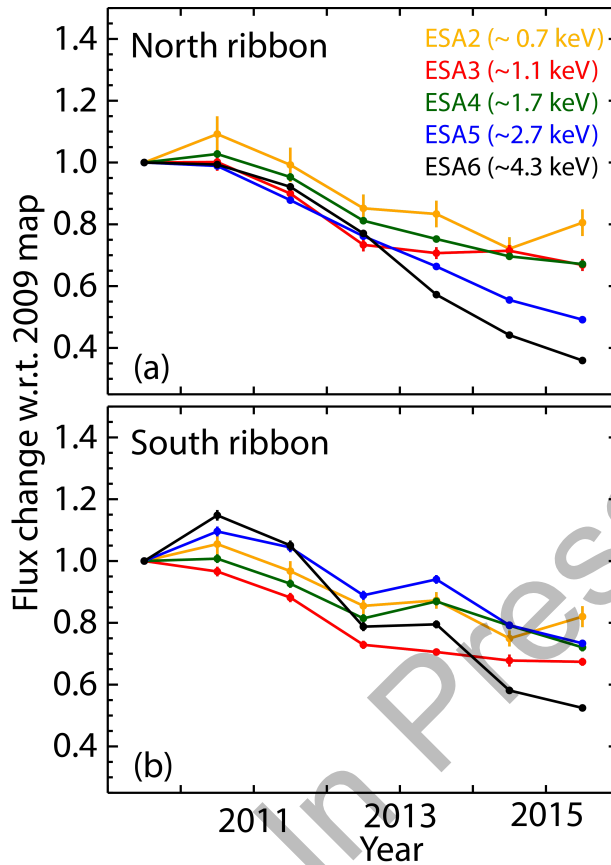 1.4
North ribbon
ESA2 (~ 0.7 keV)
ESA3 (~1.1 keV)
1.2
ESA4 (~1.7 keV)
ESA5 (~2.7 keV)
1.0
ESA6 (~4.3 keV)
0.8
0.6
0.4
(a)
Flux change w.r.t. 2009 map
1.4
South ribbon
1.2
1.0
0.8
0.6
0.4
(b)
In Press
2011
2013
2015
Year